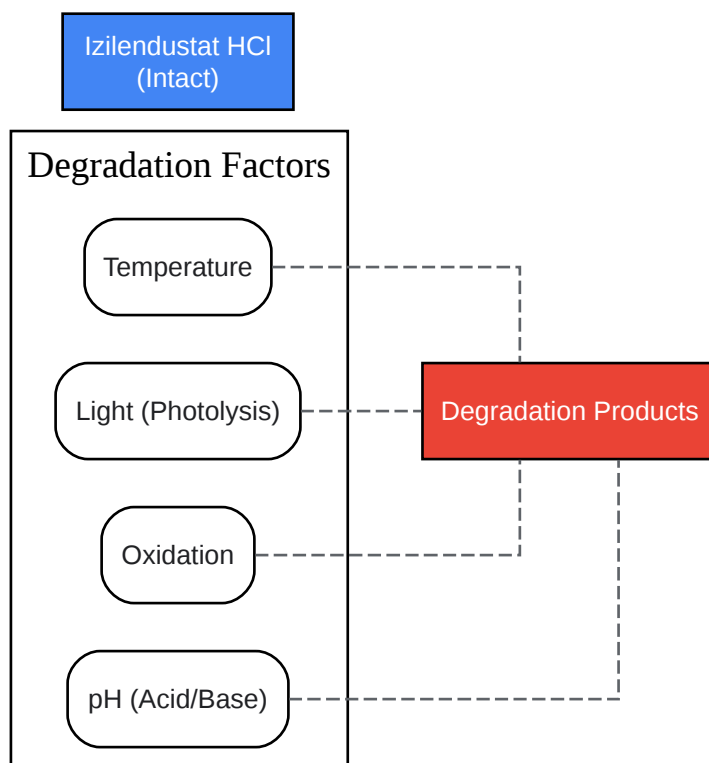 Izilendustat HCl
(Intact)
Degradation Factors
Temperature
Light (Photolysis)
Degradation Products
Oxidation
pH (Acid/Base)